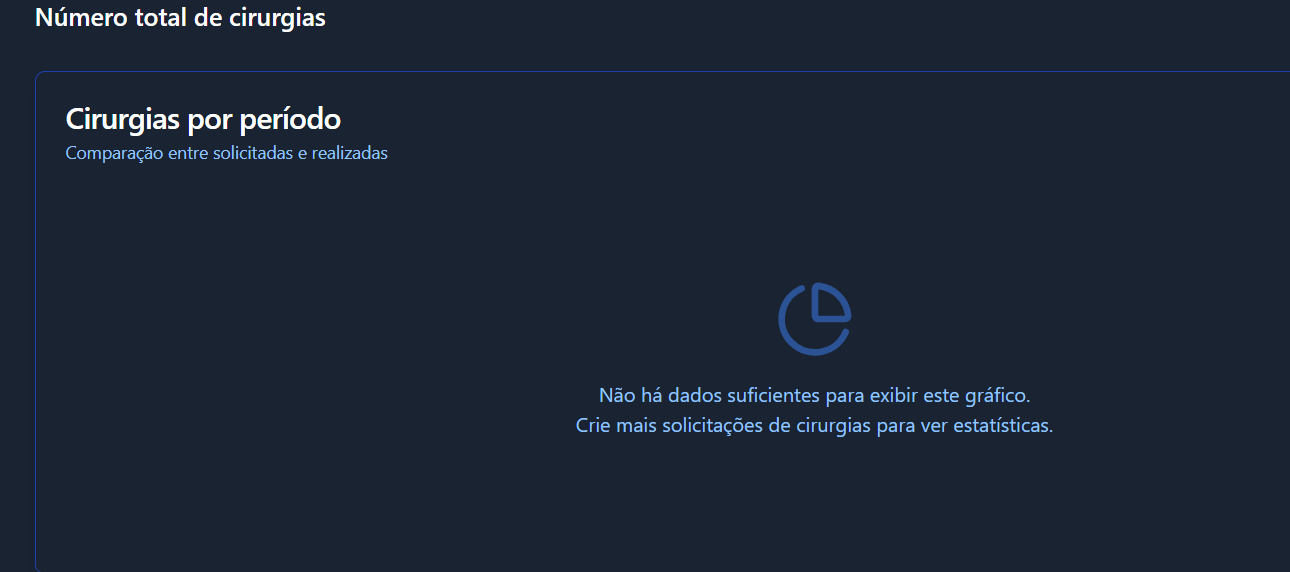 Número total de cirurgias
Cirurgias por período
Comparação entre solicitadas e realizadas
Não há dados suficientes para exibir este gráfico.
Crie mais solicitações de cirurgias para ver estatísticas.